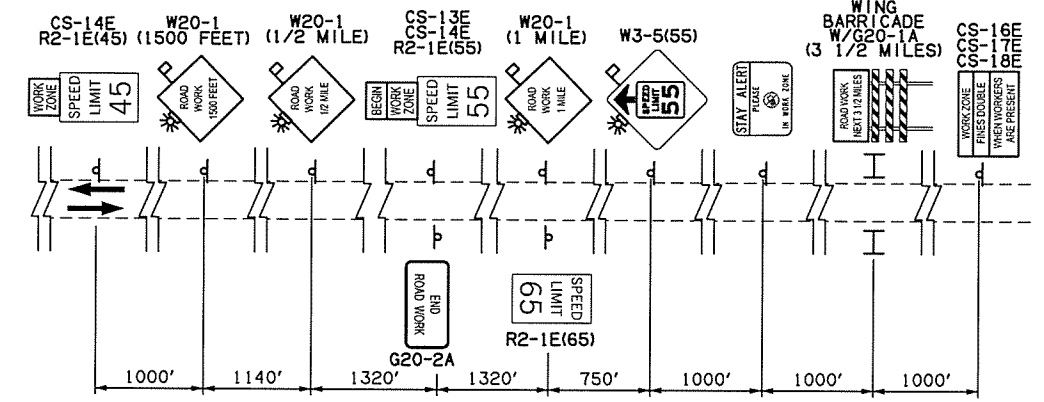 CS-14E
R2-1E(45)
W20-1
(1500 FEET)
W20-1
(1/2 MILE)
CS-13E
CS-14E
R2-1E(55)
W20-1
(1 MILE)
W3-5(55)
WING
BARRICADE
W/G20-1A
(3 1/2 MILES)
CS-16E
CS-17E
CS-18E
WORK
ZONE
SPEED
LIMIT
45
ROAD
WORK
1500 FEET
ROAD
WORK
1/2 MILE
BEGIN
WORK
ZONE
SPEED
LIMIT
55
ROAD
WORK
1 MILE
SPEED
LIMIT
55
STAY ALERT
PLEASE
IN WORK ZONE
ROAD WORK
NEXT 3 1/2 MILES
WORK ZONE
FINES DOUBLE
WHEN WORKERS
ARE PRESENT
END
ROAD WORK
G20-2A
SPEED
LIMIT
65
R2-1E(65)
1000'
1140'
1320'
1320'
750'
1000'
1000'
1000'